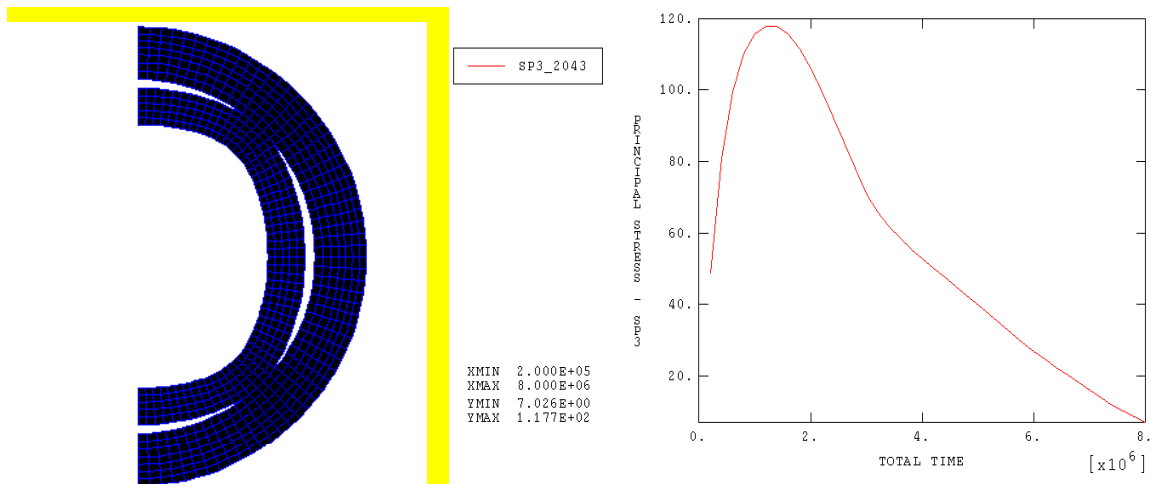 SP3_2043
XMIN 2.000E+05
XMAX 8.000E+06
YMIN 7.026E+00
YMAX 1.177E+02
PRINCIPAL STRESS - SP3
120.
100.
80.
60.
40.
20.
0. 2. 4. 6. 8.
TOTAL TIME [x10^6]